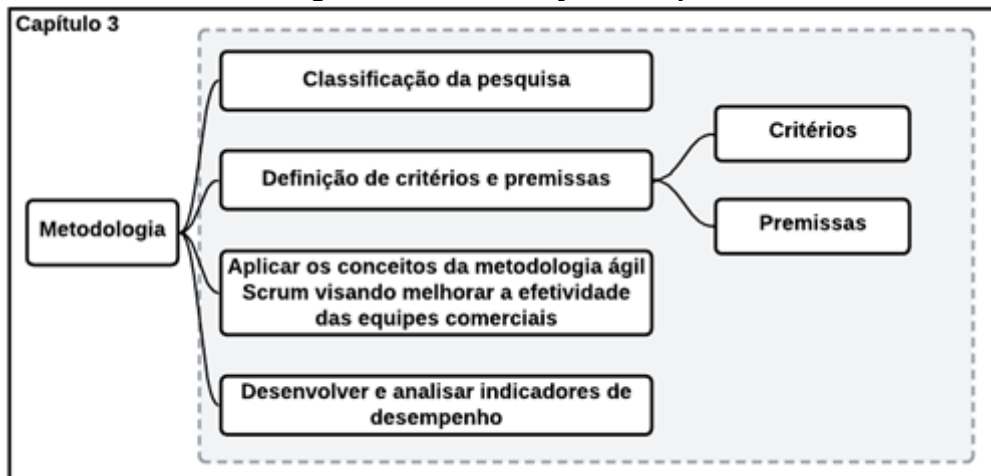 Capítulo 3
Classificação da pesquisa
Critérios
Definição de critérios e premissas
Metodologia
Premissas
Aplicar os conceitos da metodologia ágil
Scrum visando melhorar a efetividade
das equipes comerciais
Desenvolver e analisar indicadores de
desempenho